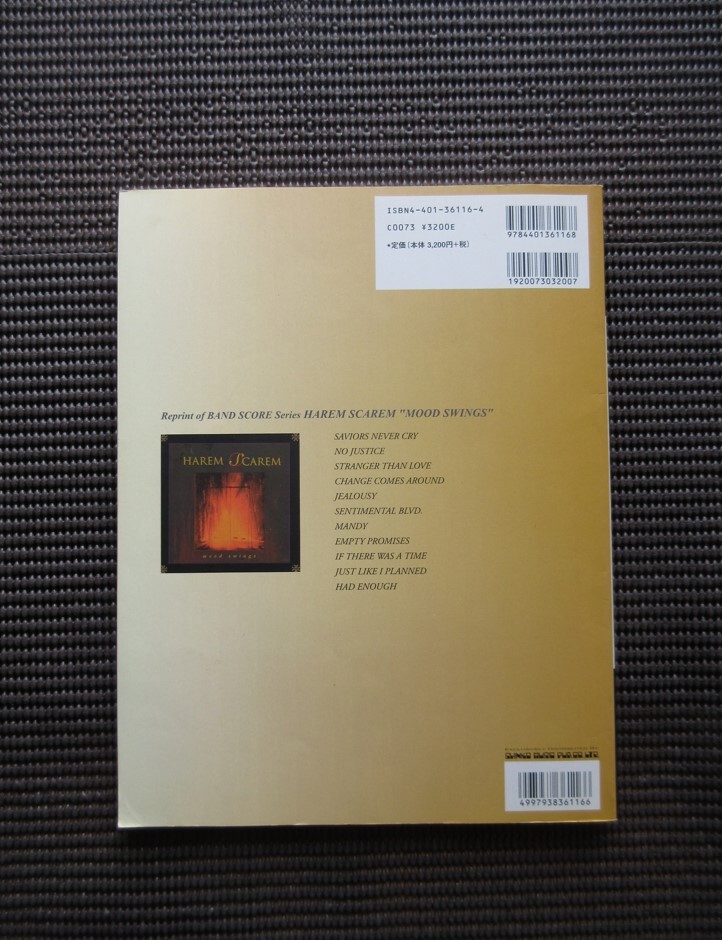 ISBN4-401-36116-4
C0073 ¥3200E
*定価(本体3,200円+税)
9784401361168
1920073032007
Reprint of BAND SCORE Series HAREM SCAREM "MOOD SWINGS"
HAREM SCAREM
mood swings
SAVIORS NEVER CRY
NO JUSTICE
STRANGER THAN LOVE
CHANGE COMES AROUND
JEALOUSY
SENTIMENTAL BLVD.
MANDY
EMPTY PROMISES
IF THERE WAS A TIME
JUST LIKE I PLANNED
HAD ENOUGH
4997938361166